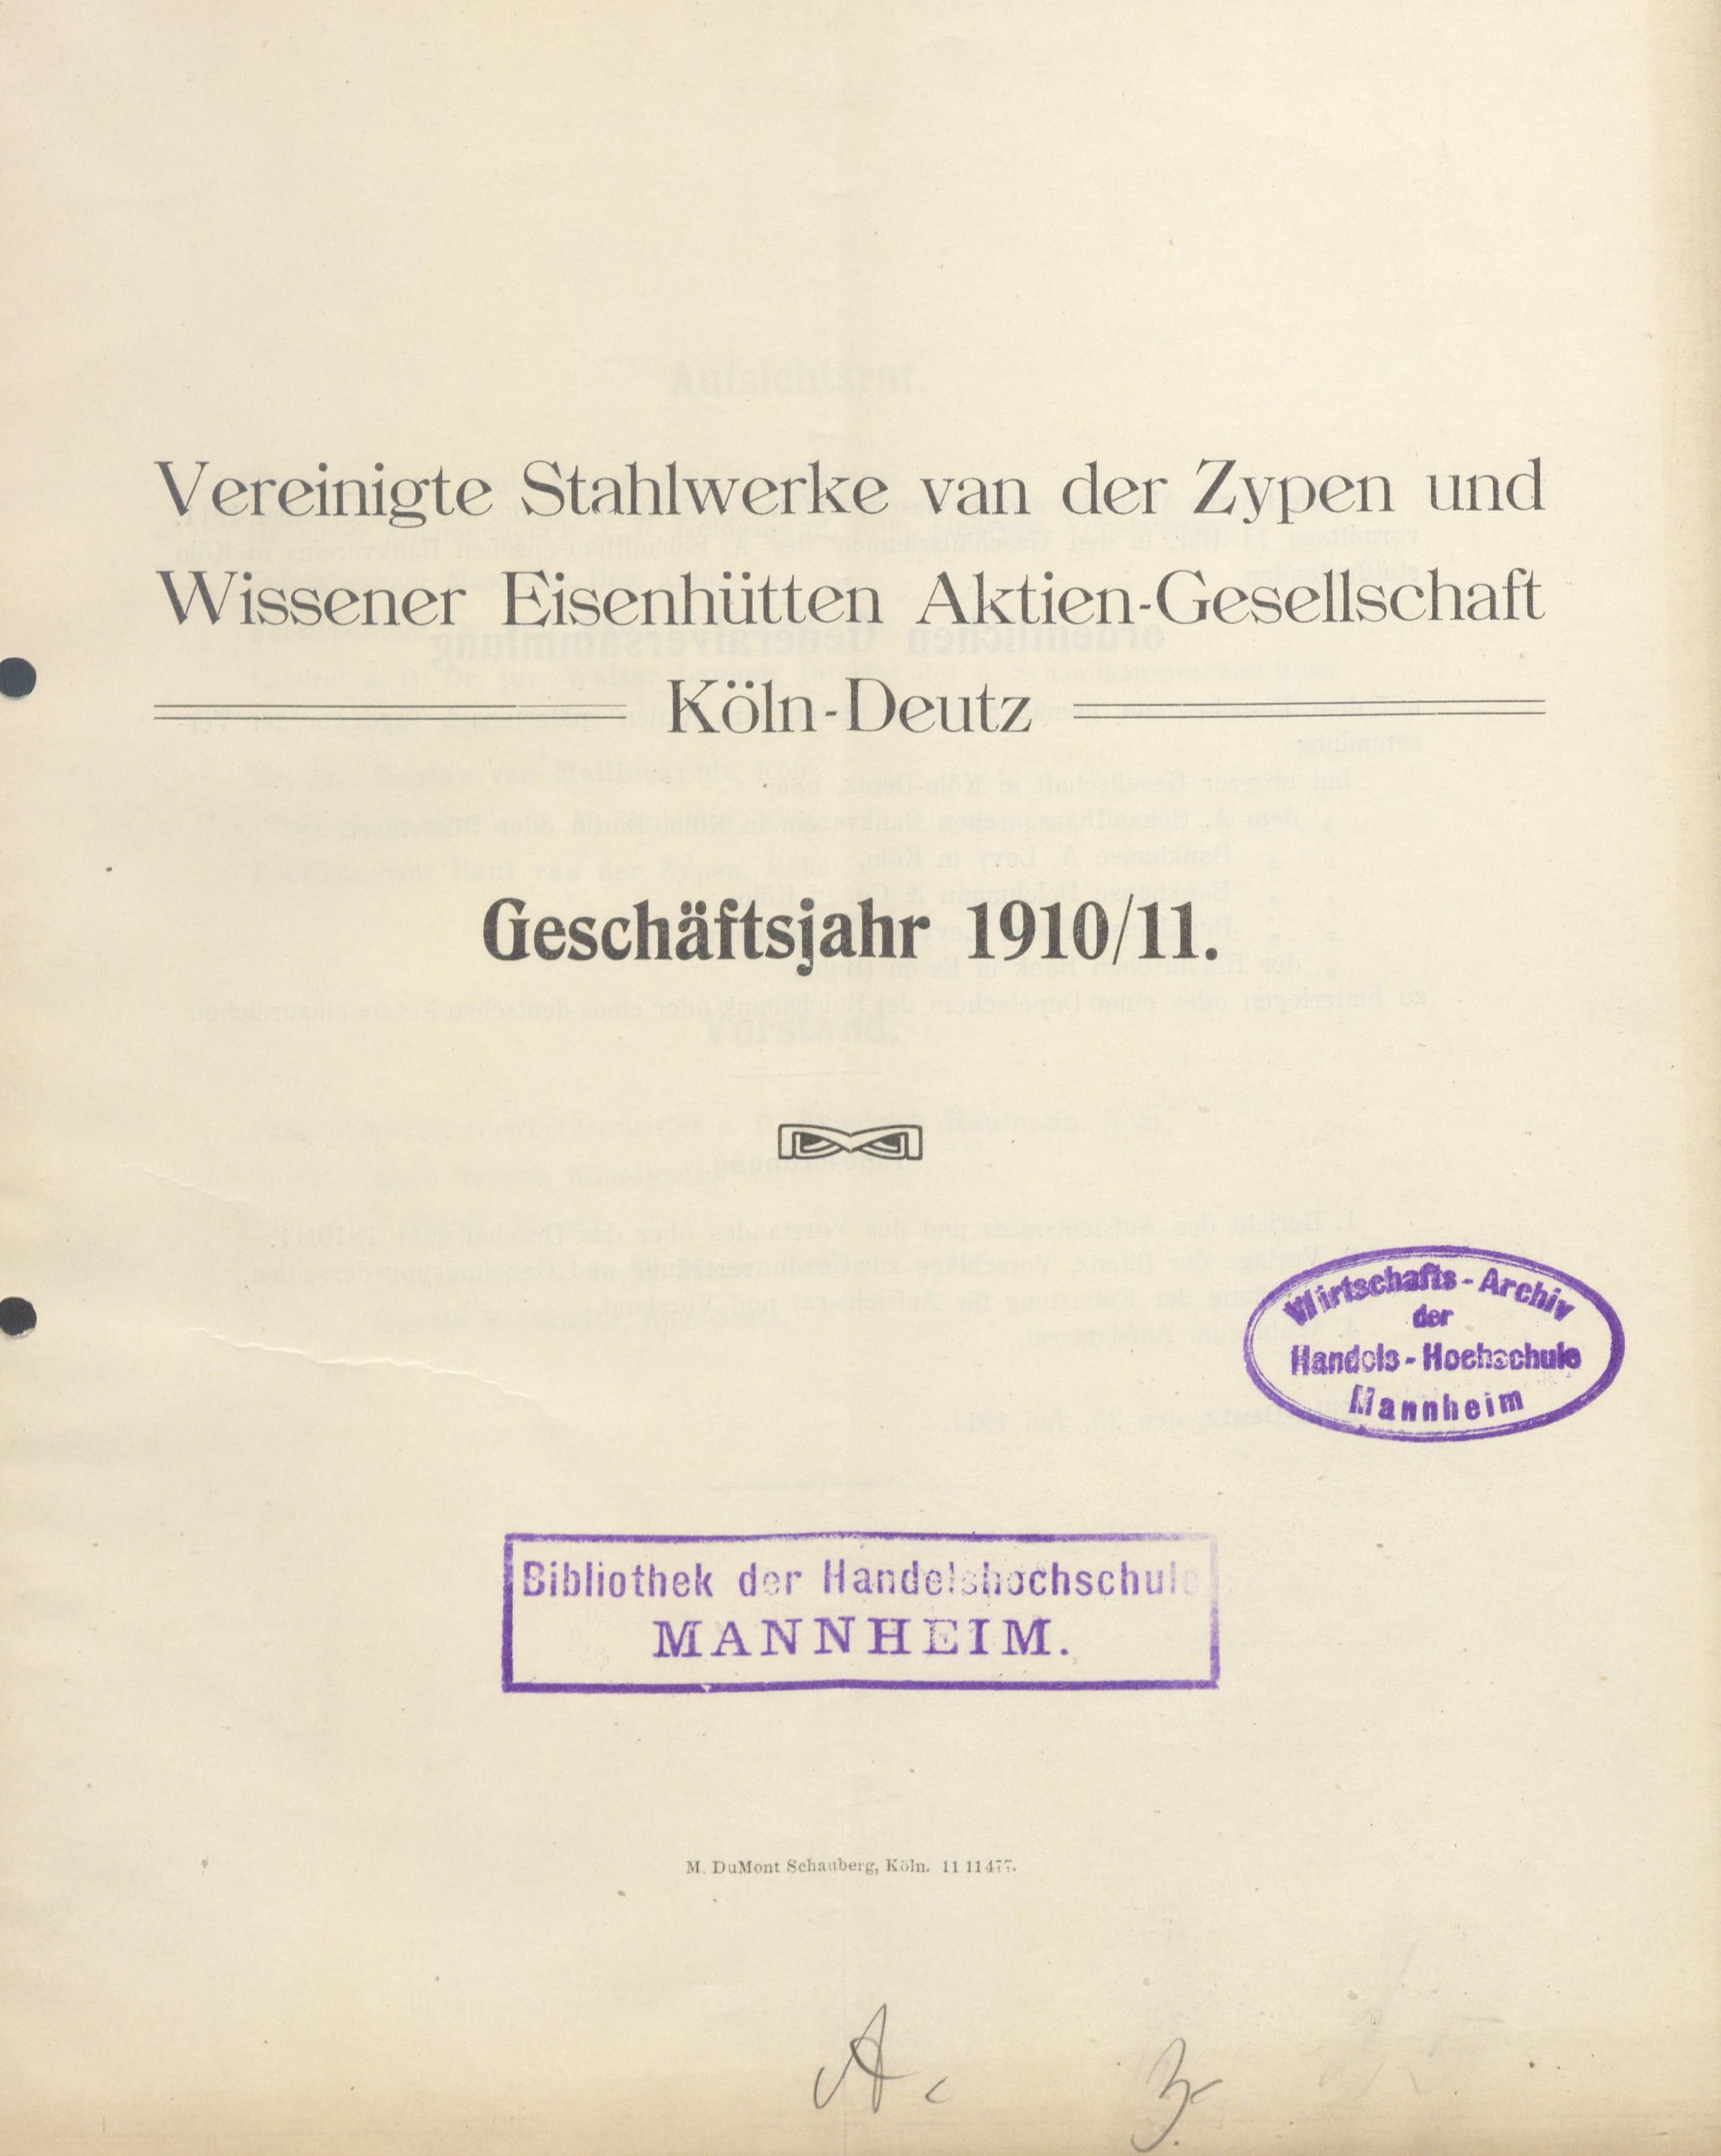 Vereinigte Stahlwerke van der Zypen und
Wissener Eisenhütten Aktien-Gesellschaft
Köln-Deutz
Geschäftsjahr 1910/11.
Wirtschafts-Archiv
der
Handels-Hochschule
Mannheim
Bibliothek der Handelshochschule
MANNHEIM.
M. DuMont Schauberg, Köln. 11 11477.
A.